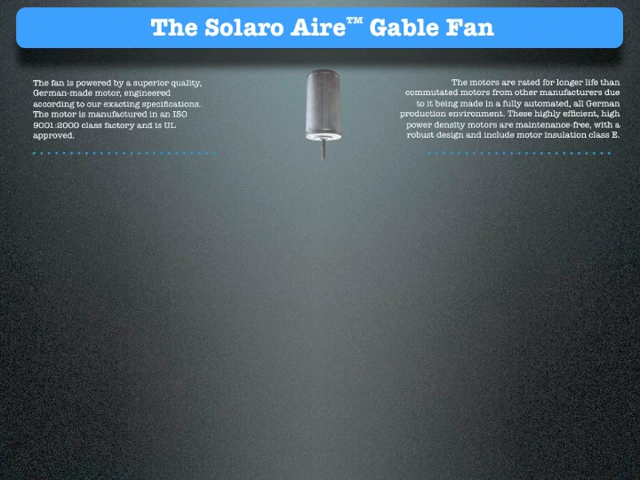 The Solaro Aire™ Gable Fan
The fan is powered by a superior quality,
German-made motor, engineered
according to our exacting specifications.
The motor is manufactured in an ISO
9001:2000 class factory and is UL
approved.
The motors are rated for longer life than
commutated motors from other manufacturers due
to it being made in a fully automated, all German
production environment. These highly efficient, high
power density motors are maintenance-free, with a
robust design and include motor insulation class E.